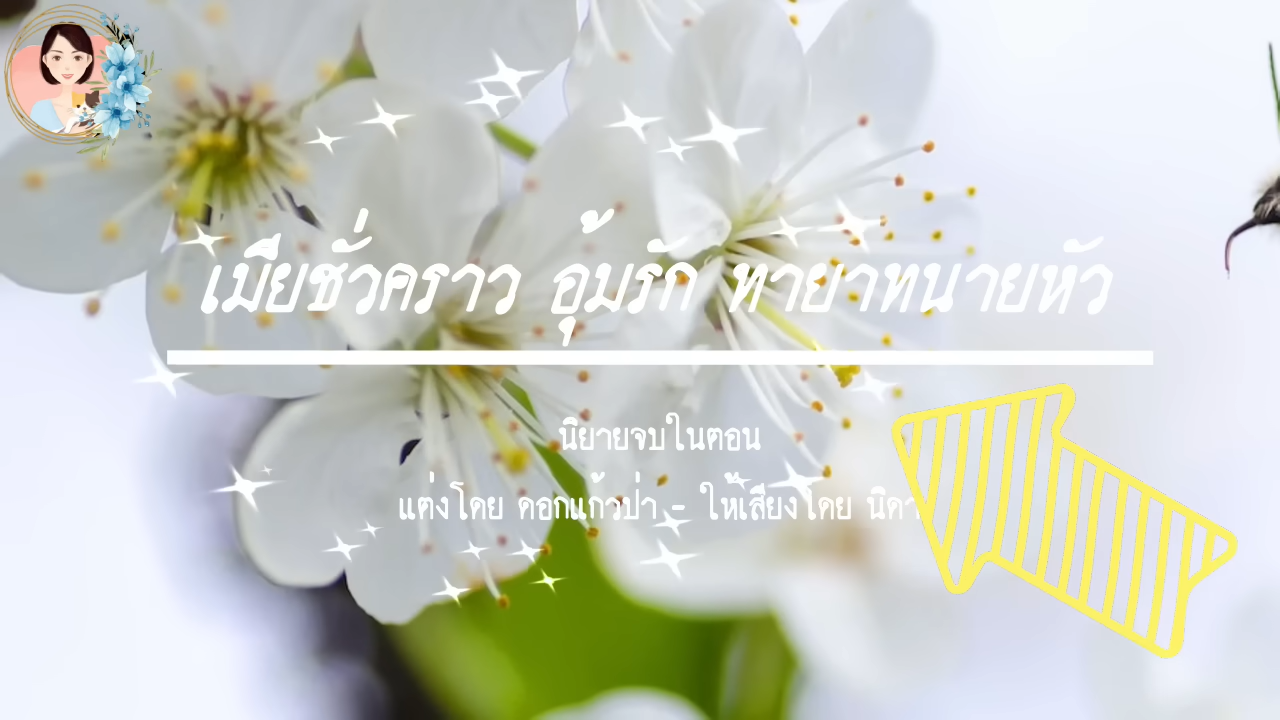 เมียชั่วคราว อุ้มรัก ทายาทนายหัว
นิยายจบในตอน
แต่งโดย ดอกแก้วป่า - ให้เสียงโดย นิดา